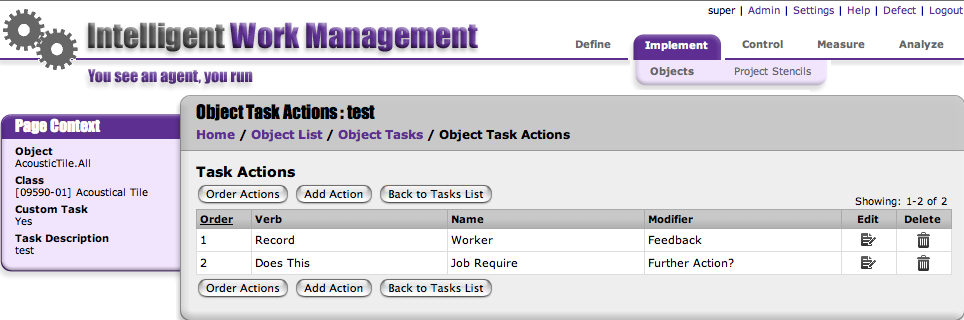 super | Admin | Settings | Help | Defect | Logout
Intelligent Work Management
Define Implement Control Measure Analyze
You see an agent, you run
Objects Project Stencils
Page Context
Object
AcousticTile.All
Class
[09590-01] Acoustical Tile
Custom Task
Yes
Task Description
test
Object Task Actions : test
Home / Object List / Object Tasks / Object Task Actions
Task Actions
Order Actions Add Action Back to Tasks List
Showing: 1-2 of 2
Order Verb Name Modifier Edit Delete
1 Record Worker Feedback
2 Does This Job Require Further Action?
Order Actions Add Action Back to Tasks List